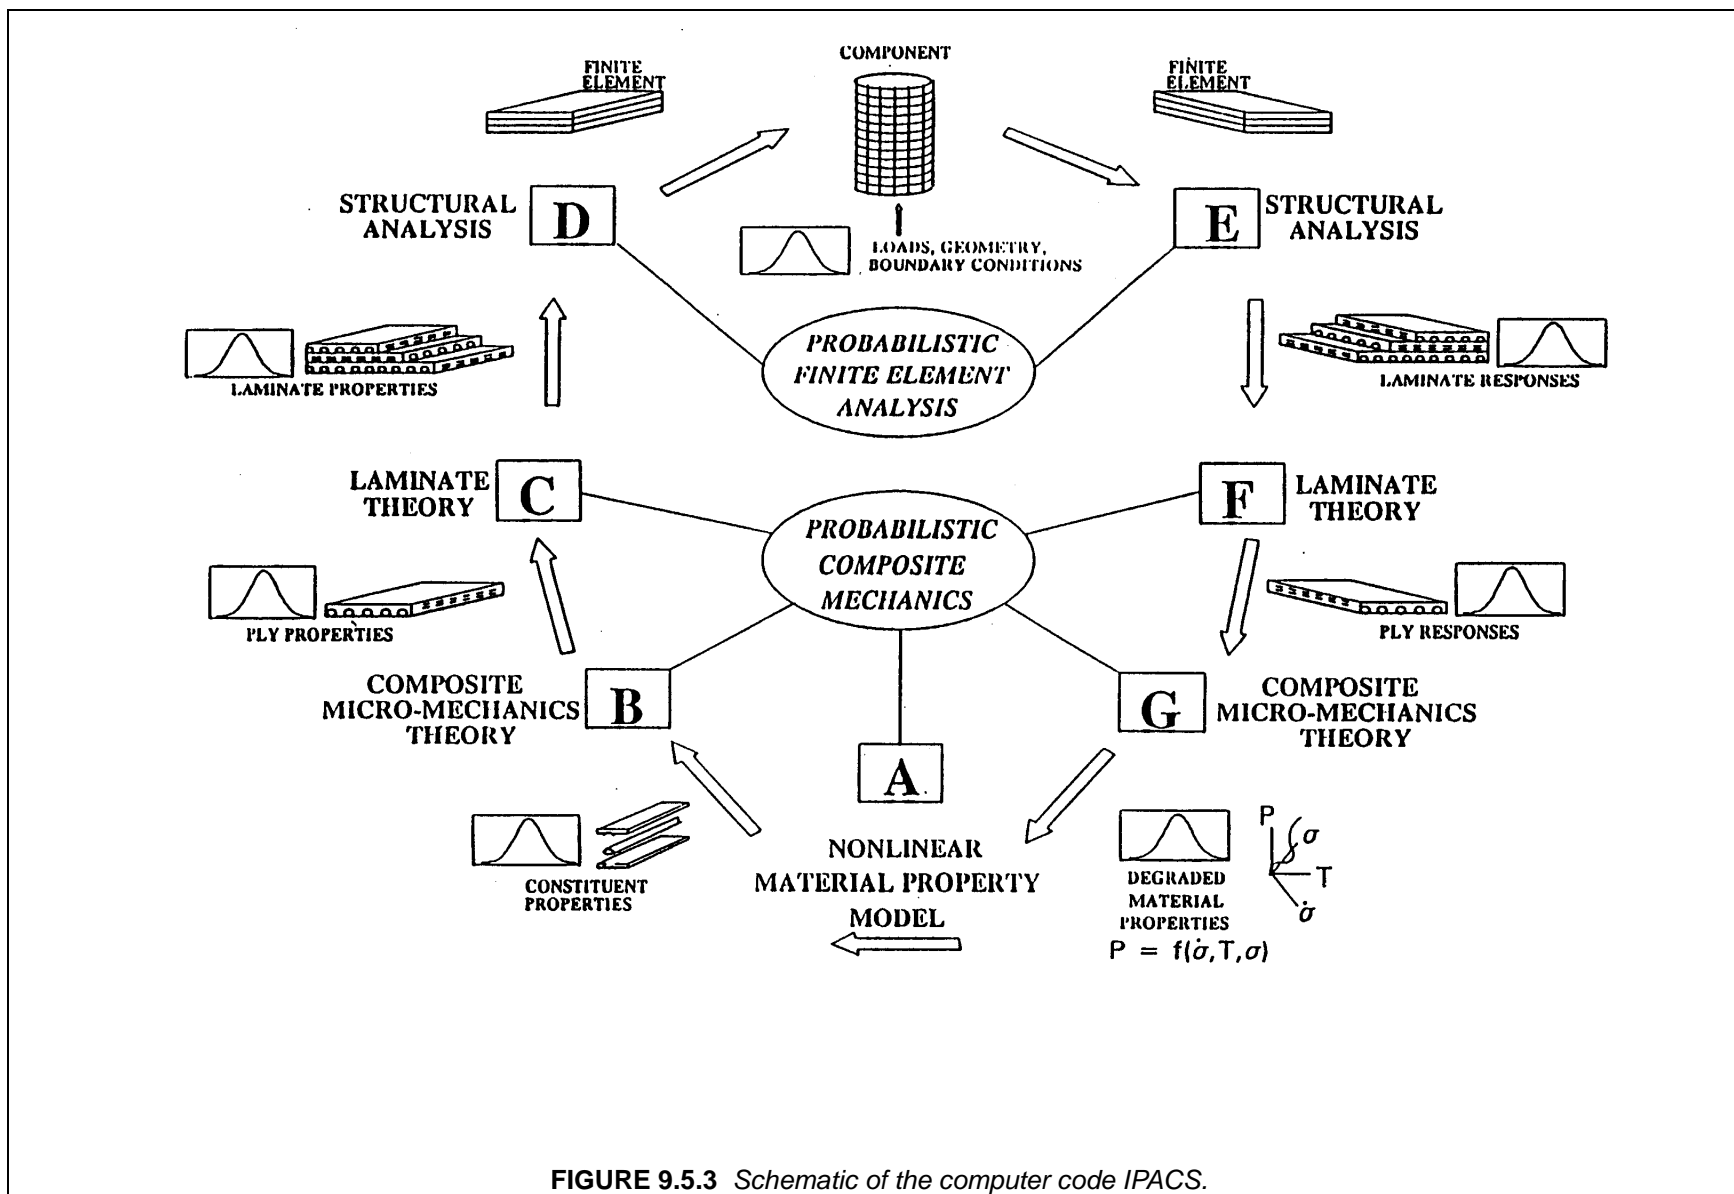 COMPONENT
FINITE
ELEMENT
FINITE
ELEMENT
STRUCTURAL
ANALYSIS
D
E
STRUCTURAL
ANALYSIS
LOADS, GEOMETRY,
BOUNDARY CONDITIONS
PROBABILISTIC
FINITE ELEMENT
ANALYSIS
LAMINATE PROPERTIES
LAMINATE RESPONSES
LAMINATE
THEORY
C
F
LAMINATE
THEORY
PROBABILISTIC
COMPOSITE
MECHANICS
PLY PROPERTIES
PLY RESPONSES
COMPOSITE
MICRO-MECHANICS
THEORY
B
G
COMPOSITE
MICRO-MECHANICS
THEORY
A
CONSTITUENT
PROPERTIES
NONLINEAR
MATERIAL PROPERTY
MODEL
DEGRADED
MATERIAL
PROPERTIES
P
σ
T
σ̇
P = f(σ̇,T,σ)
FIGURE 9.5.3 Schematic of the computer code IPACS.